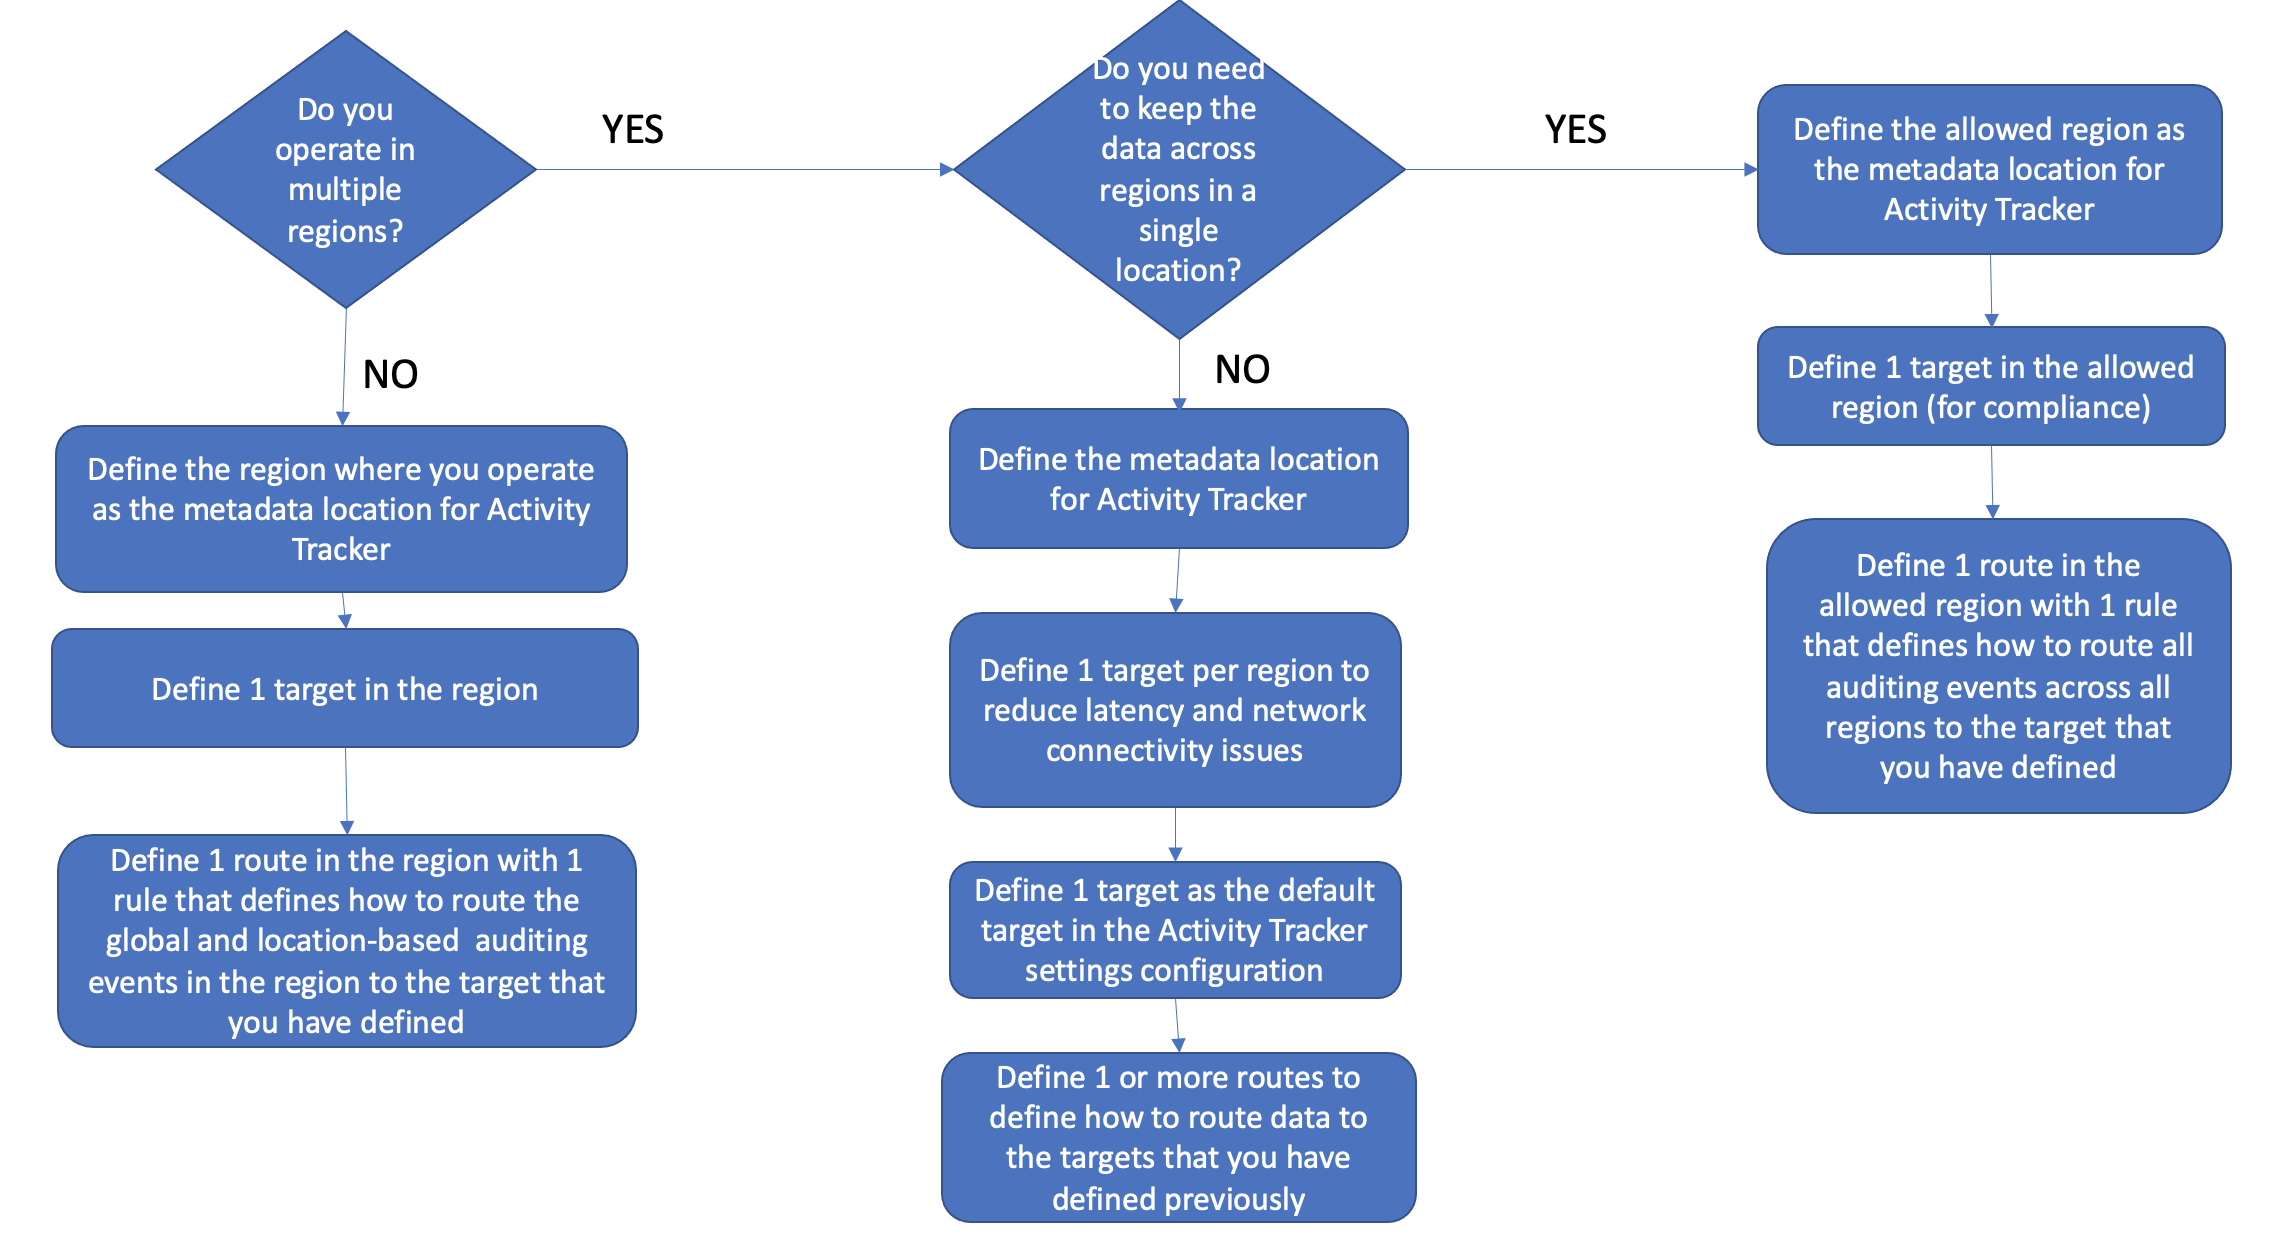 Do you
operate in
multiple
regions?
YES
NO
Do you need
to keep the
data across
regions in a
single
location?
YES
NO
Define the allowed region as
the metadata location for
Activity Tracker
Define 1 target in the allowed
region (for compliance)
Define 1 route in the
allowed region with 1 rule
that defines how to route all
auditing events across all
regions to the target that
you have defined
Define the region where you operate
as the metadata location for Activity
Tracker
Define 1 target in the region
Define 1 route in the region with 1
rule that defines how to route the
global and location-based  auditing
events in the region to the target that
you have defined
Define the metadata location
for Activity Tracker
Define 1 target per region to
reduce latency and network
connectivity issues
Define 1 target as the default
target in the Activity Tracker
settings configuration
Define 1 or more routes to
define how to route data to
the targets that you have
defined previously